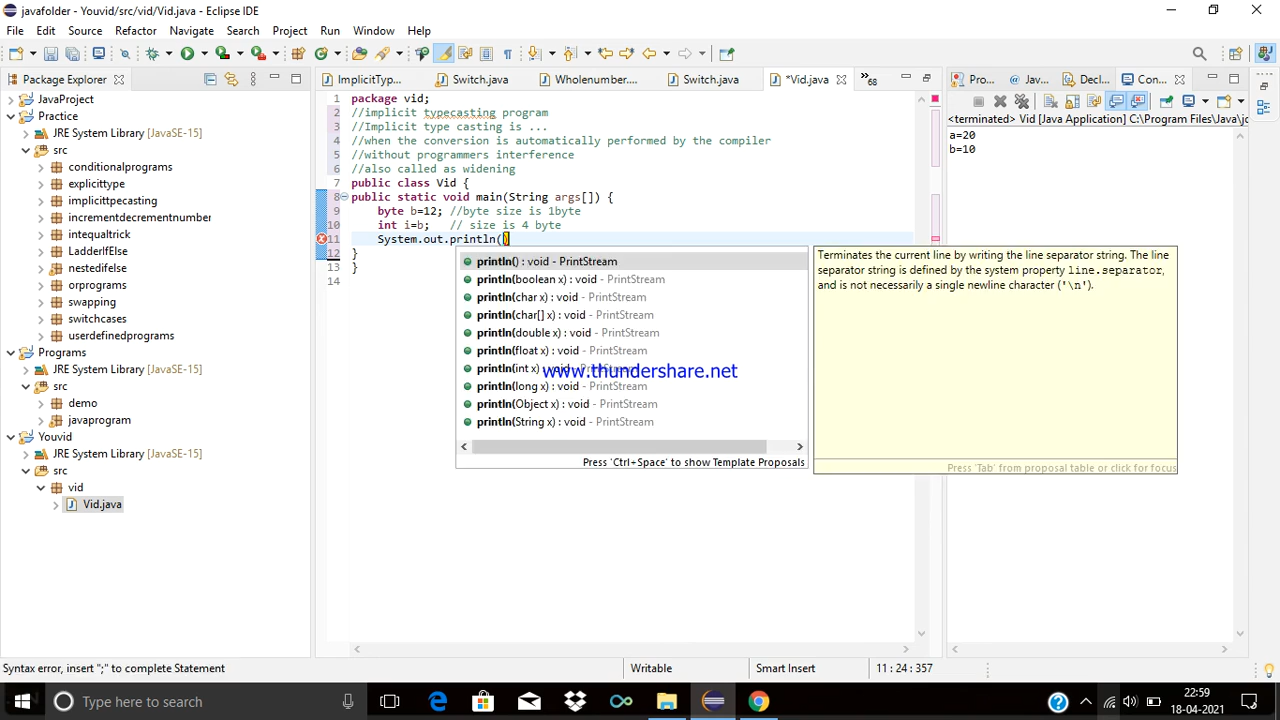 javafolder - Youvid/src/vid/Vid.java - Eclipse IDE
File Edit Source Refactor Navigate Search Project Run Window Help
Package Explorer
JavaProject
Practice
JRE System Library [JavaSE-15]
src
conditionalprograms
explicittype
implicittpecasting
incrementdecrementnumber
intequaltrick
LadderIfElse
nestedifelse
orprograms
swapping
switchcases
userdefinedprograms
Programs
JRE System Library [JavaSE-15]
src
demo
javaprogram
Youvid
JRE System Library [JavaSE-15]
src
vid
Vid.java
ImplicitTyp... Switch.java Wholenumber.... Switch.java *Vid.java »68
1 package vid;
2 //implicit typecasting program
3 //Implicit type casting is ...
4 //when the conversion is automatically performed by the compiler
5 //without programmers interference
6 //also called as widening
7 public class Vid {
8 public static void main(String args[]) {
9 byte b=12; //byte size is 1byte
10 int i=b; // size is 4 byte
11 System.out.println()
12 }
13 }
14
println() : void - PrintStream
println(boolean x) : void - PrintStream
println(char x) : void - PrintStream
println(char[] x) : void - PrintStream
println(double x) : void - PrintStream
println(float x) : void - PrintStream
println(int x) : void - PrintStream
println(long x) : void - PrintStream
println(Object x) : void - PrintStream
println(String x) : void - PrintStream
Press 'Ctrl+Space' to show Template Proposals
www.thundershare.net
Terminates the current line by writing the line separator string. The line
separator string is defined by the system property line.separator,
and is not necessarily a single newline character ('\n').
Press 'Tab' from proposal table or click for focus
Pro... Jav... Decl... Con...
<terminated> Vid [Java Application] C:\Program Files\Java\jd
a=20
b=10
Syntax error, insert ";" to complete Statement Writable Smart Insert 11 : 24 : 357
Type here to search
22:59
18-04-2021